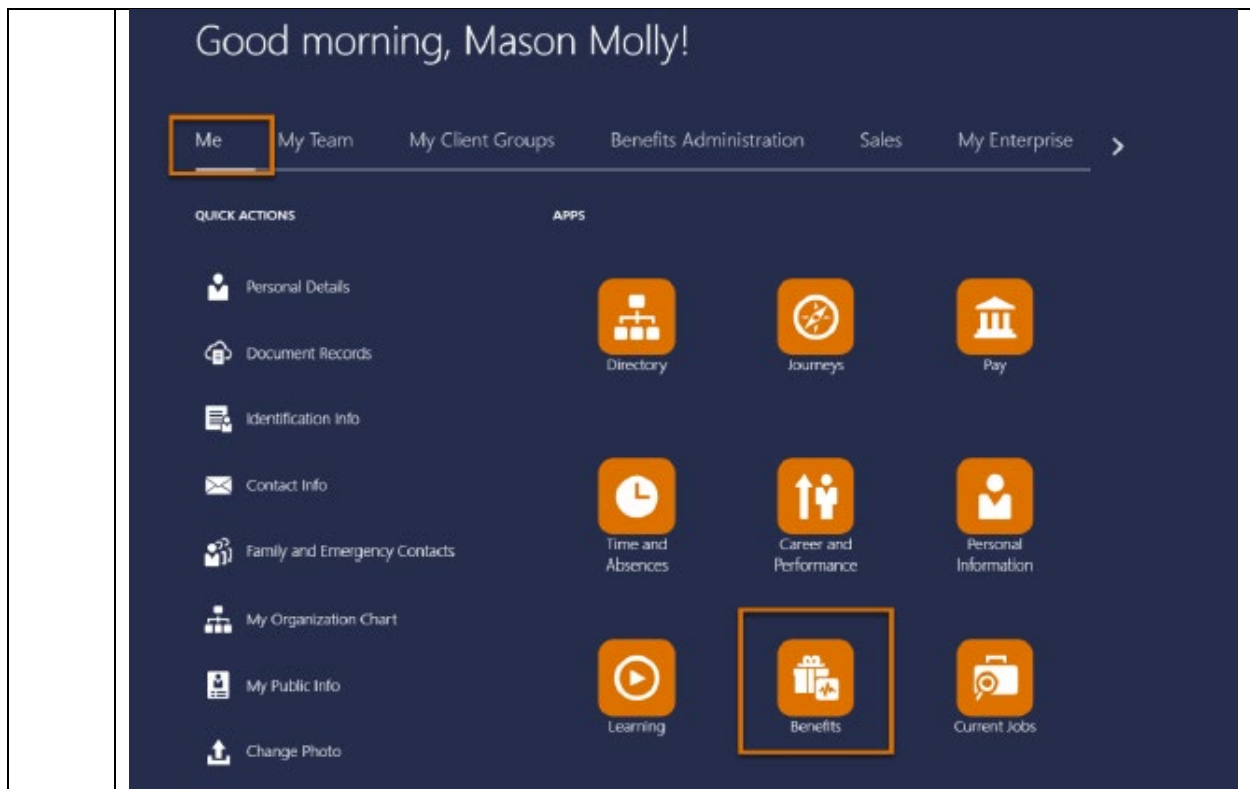 Good morning, Mason Molly!
Me My Team My Client Groups Benefits Administration Sales My Enterprise
QUICK ACTIONS
APPS
Personal Details
Document Records
Identification Info
Contact Info
Family and Emergency Contacts
My Organization Chart
My Public Info
Change Photo
Directory
Journeys
Pay
Time and
Absences
Career and
Performance
Personal
Information
Learning
Benefits
Current Jobs